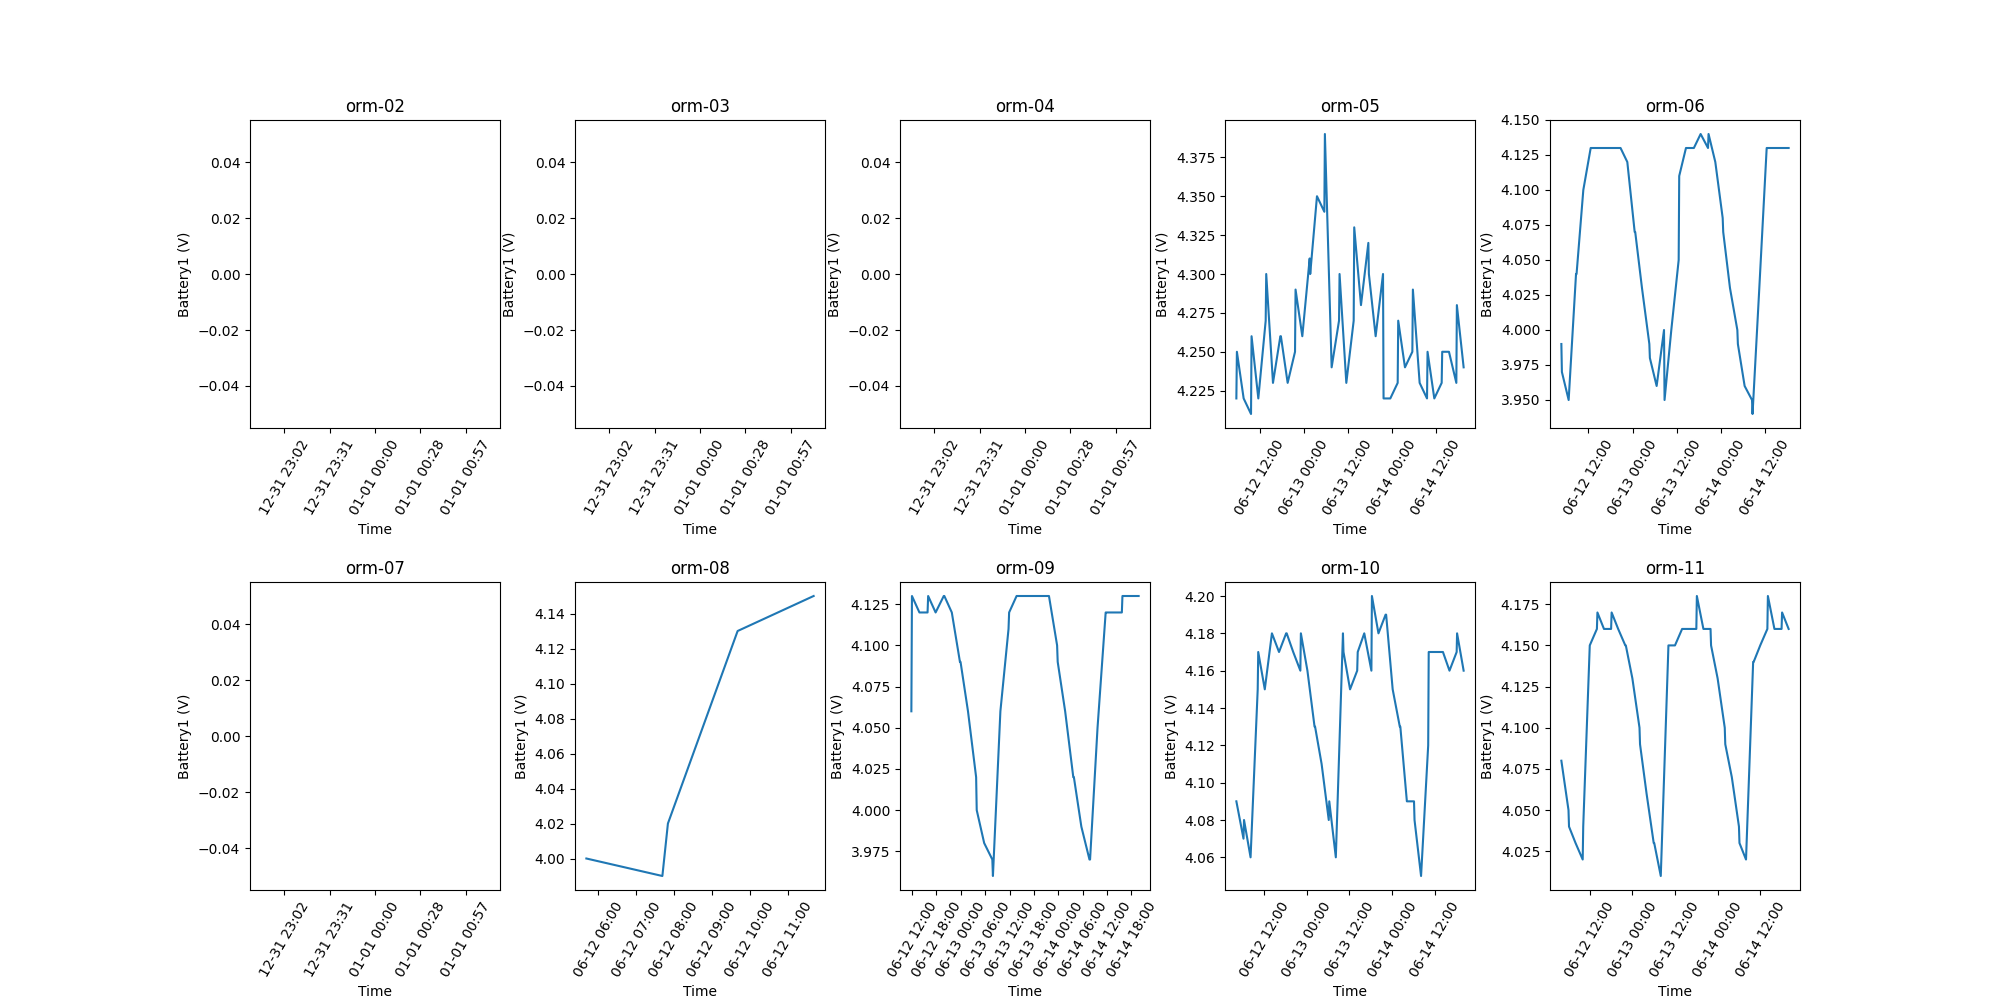 orm-02 orm-03 orm-04 orm-05 orm-06
0.04
0.02
0.00
−0.02
−0.04
Battery1 (V)
12-31 23:02 12-31 23:31 01-01 00:00 01-01 00:28 01-01 00:57
Time
0.04
0.02
0.00
−0.02
−0.04
Battery1 (V)
12-31 23:02 12-31 23:31 01-01 00:00 01-01 00:28 01-01 00:57
Time
0.04
0.02
0.00
−0.02
−0.04
Battery1 (V)
12-31 23:02 12-31 23:31 01-01 00:00 01-01 00:28 01-01 00:57
Time
4.375
4.350
4.325
4.300
4.275
4.250
4.225
Battery1 (V)
06-12 12:00 06-13 00:00 06-13 12:00 06-14 00:00 06-14 12:00
Time
4.150
4.125
4.100
4.075
4.050
4.025
4.000
3.975
3.950
Battery1 (V)
06-12 12:00 06-13 00:00 06-13 12:00 06-14 00:00 06-14 12:00
Time
orm-07 orm-08 orm-09 orm-10 orm-11
0.04
0.02
0.00
−0.02
−0.04
Battery1 (V)
12-31 23:02 12-31 23:31 01-01 00:00 01-01 00:28 01-01 00:57
Time
4.14
4.12
4.10
4.08
4.06
4.04
4.02
4.00
Battery1 (V)
06-12 06:00 06-12 07:00 06-12 08:00 06-12 09:00 06-12 10:00 06-12 11:00
Time
4.125
4.100
4.075
4.050
4.025
4.000
3.975
Battery1 (V)
06-12 12:00 06-12 18:00 06-13 00:00 06-13 06:00 06-13 12:00 06-13 18:00 06-14 00:00 06-14 06:00 06-14 12:00 06-14 18:00
Time
4.20
4.18
4.16
4.14
4.12
4.10
4.08
4.06
Battery1 (V)
06-12 12:00 06-13 00:00 06-13 12:00 06-14 00:00 06-14 12:00
Time
4.175
4.150
4.125
4.100
4.075
4.050
4.025
Battery1 (V)
06-12 12:00 06-13 00:00 06-13 12:00 06-14 00:00 06-14 12:00
Time